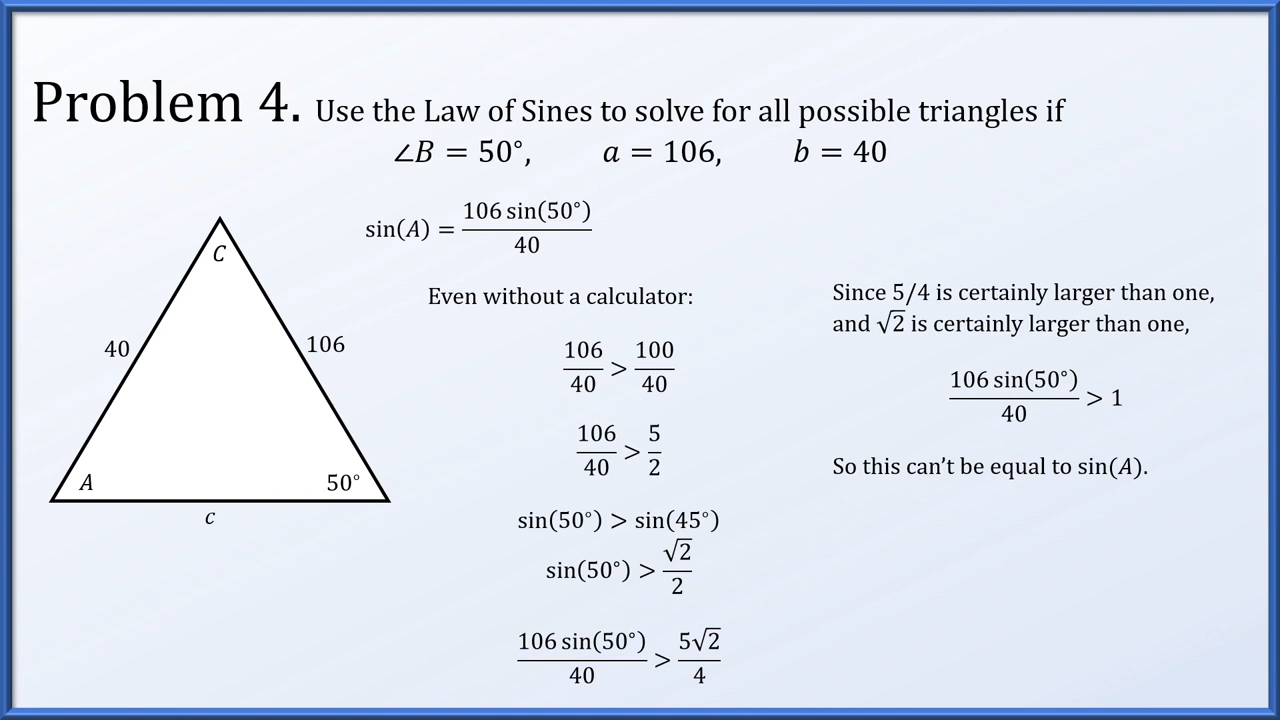 Problem 4. Use the Law of Sines to solve for all possible triangles if
∠B = 50°, a = 106, b = 40
sin(A) = 106 sin(50°) / 40
C
40
106
A
50°
c
Even without a calculator:
106/40 > 100/40
106/40 > 5/2
sin(50°) > sin(45°)
sin(50°) > √2/2
106 sin(50°) / 40 > 5√2 / 4
Since 5/4 is certainly larger than one,
and √2 is certainly larger than one,
106 sin(50°) / 40 > 1
So this can’t be equal to sin(A).